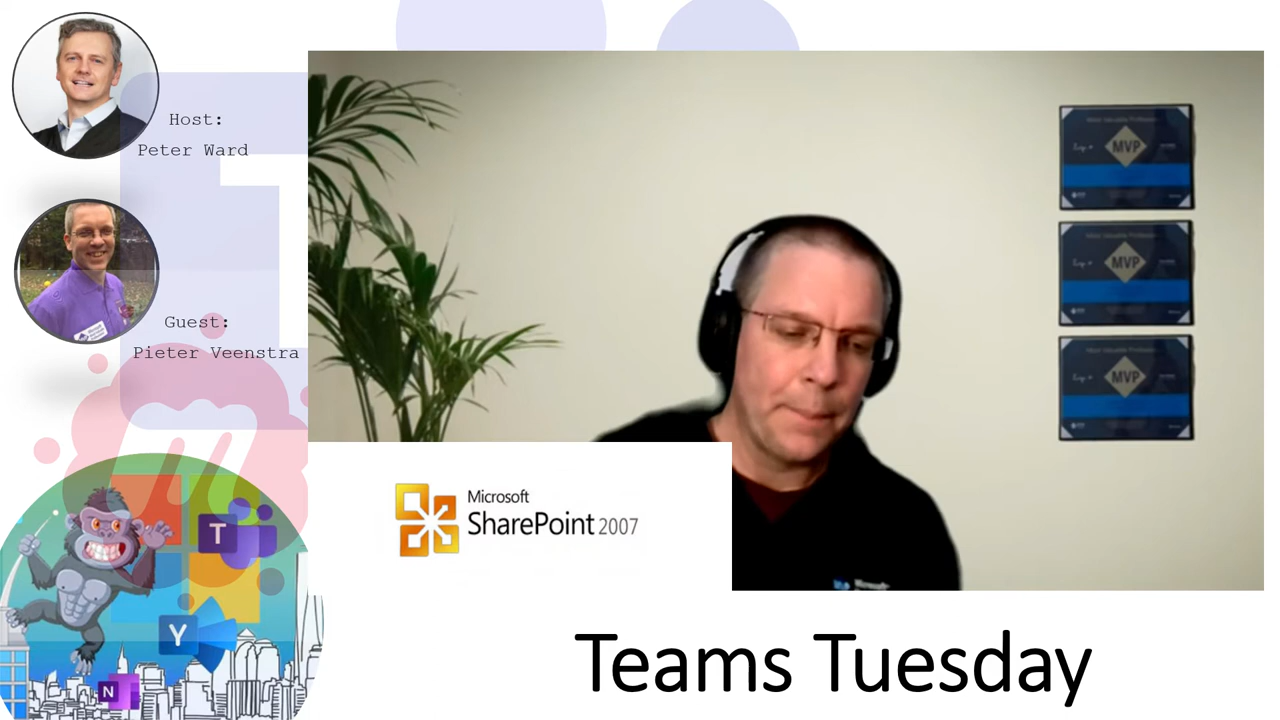 Host:
Peter Ward
Guest:
Pieter Veenstra
MVP
MVP
MVP
Microsoft
SharePoint 2007
T
Y
N
Teams Tuesday